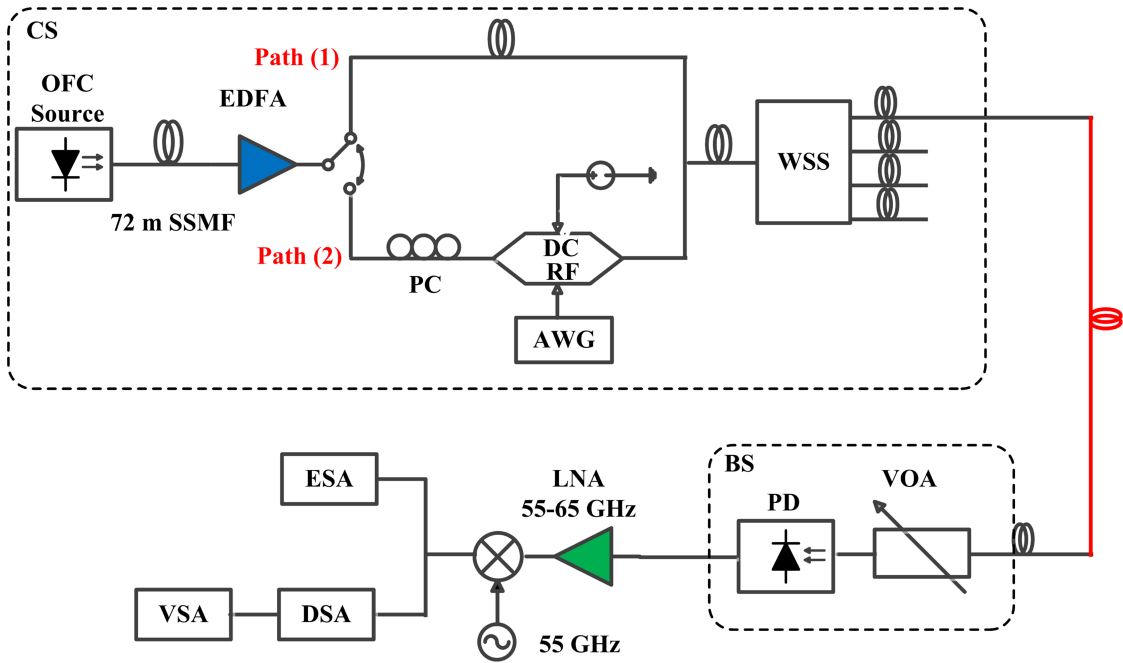 CS
Path (1)
OFC
Source
EDFA
72 m SSMF
WSS
Path (2)
PC
DC
RF
AWG
BS
ESA
LNA
55-65 GHz
PD
VOA
VSA
DSA
55 GHz